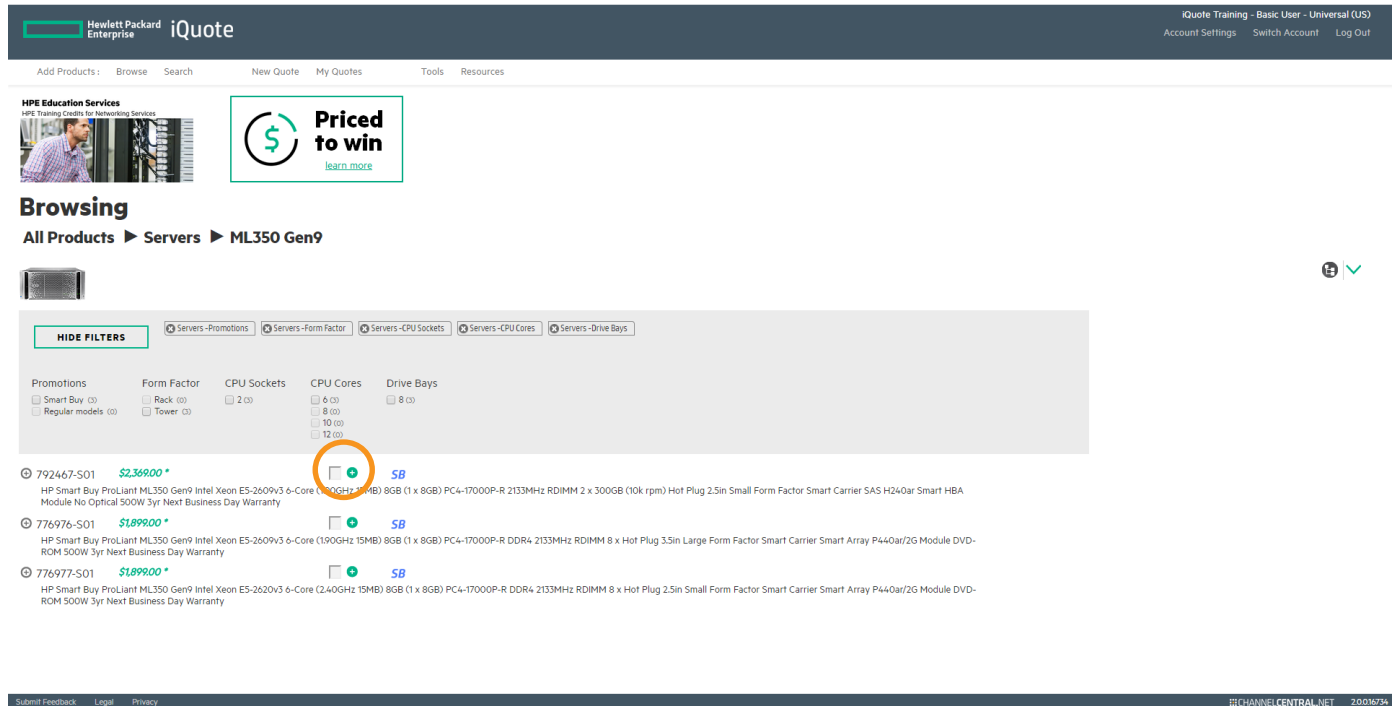 Hewlett Packard
Enterprise
iQuote
iQuote Training - Basic User - Universal (US)
Account Settings Switch Account Log Out
Add Products: Browse Search New Quote My Quotes Tools Resources
HPE Education Services
HPE Training Credits for Networking Services
$
Priced
to win
learn more
Browsing
All Products ▶ Servers ▶ ML350 Gen9
HIDE FILTERS
Servers-Promotions Servers-Form Factor Servers-CPU Sockets Servers-CPU Cores Servers-Drive Bays
Promotions Form Factor CPU Sockets CPU Cores Drive Bays
Smart Buy (3) Rack (0) 2 (3) 6 (3) 8 (3)
Regular models (0) Tower (3) 8 (0)
10 (0)
12 (0)
792467-S01 $2,369.00 * SB
HP Smart Buy ProLiant ML350 Gen9 Intel Xeon E5-2609v3 6-Core (1.90GHz 15MB) 8GB (1 x 8GB) PC4-17000P-R 2133MHz RDIMM 2 x 300GB (10k rpm) Hot Plug 2.5in Small Form Factor Smart Carrier SAS H240ar Smart HBA
Module No Optical 500W 3yr Next Business Day Warranty
776976-S01 $1,899.00 * SB
HP Smart Buy ProLiant ML350 Gen9 Intel Xeon E5-2609v3 6-Core (1.90GHz 15MB) 8GB (1 x 8GB) PC4-17000P-R DDR4 2133MHz RDIMM 8 x Hot Plug 3.5in Large Form Factor Smart Carrier Smart Array P440ar/2G Module DVD-
ROM 500W 3yr Next Business Day Warranty
776977-S01 $1,899.00 * SB
HP Smart Buy ProLiant ML350 Gen9 Intel Xeon E5-2620v3 6-Core (2.40GHz 15MB) 8GB (1 x 8GB) PC4-17000P-R DDR4 2133MHz RDIMM 8 x Hot Plug 2.5in Small Form Factor Smart Carrier Smart Array P440ar/2G Module DVD-
ROM 500W 3yr Next Business Day Warranty
Submit Feedback Legal Privacy CHANNELCENTRAL.NET 2.0.0.16734